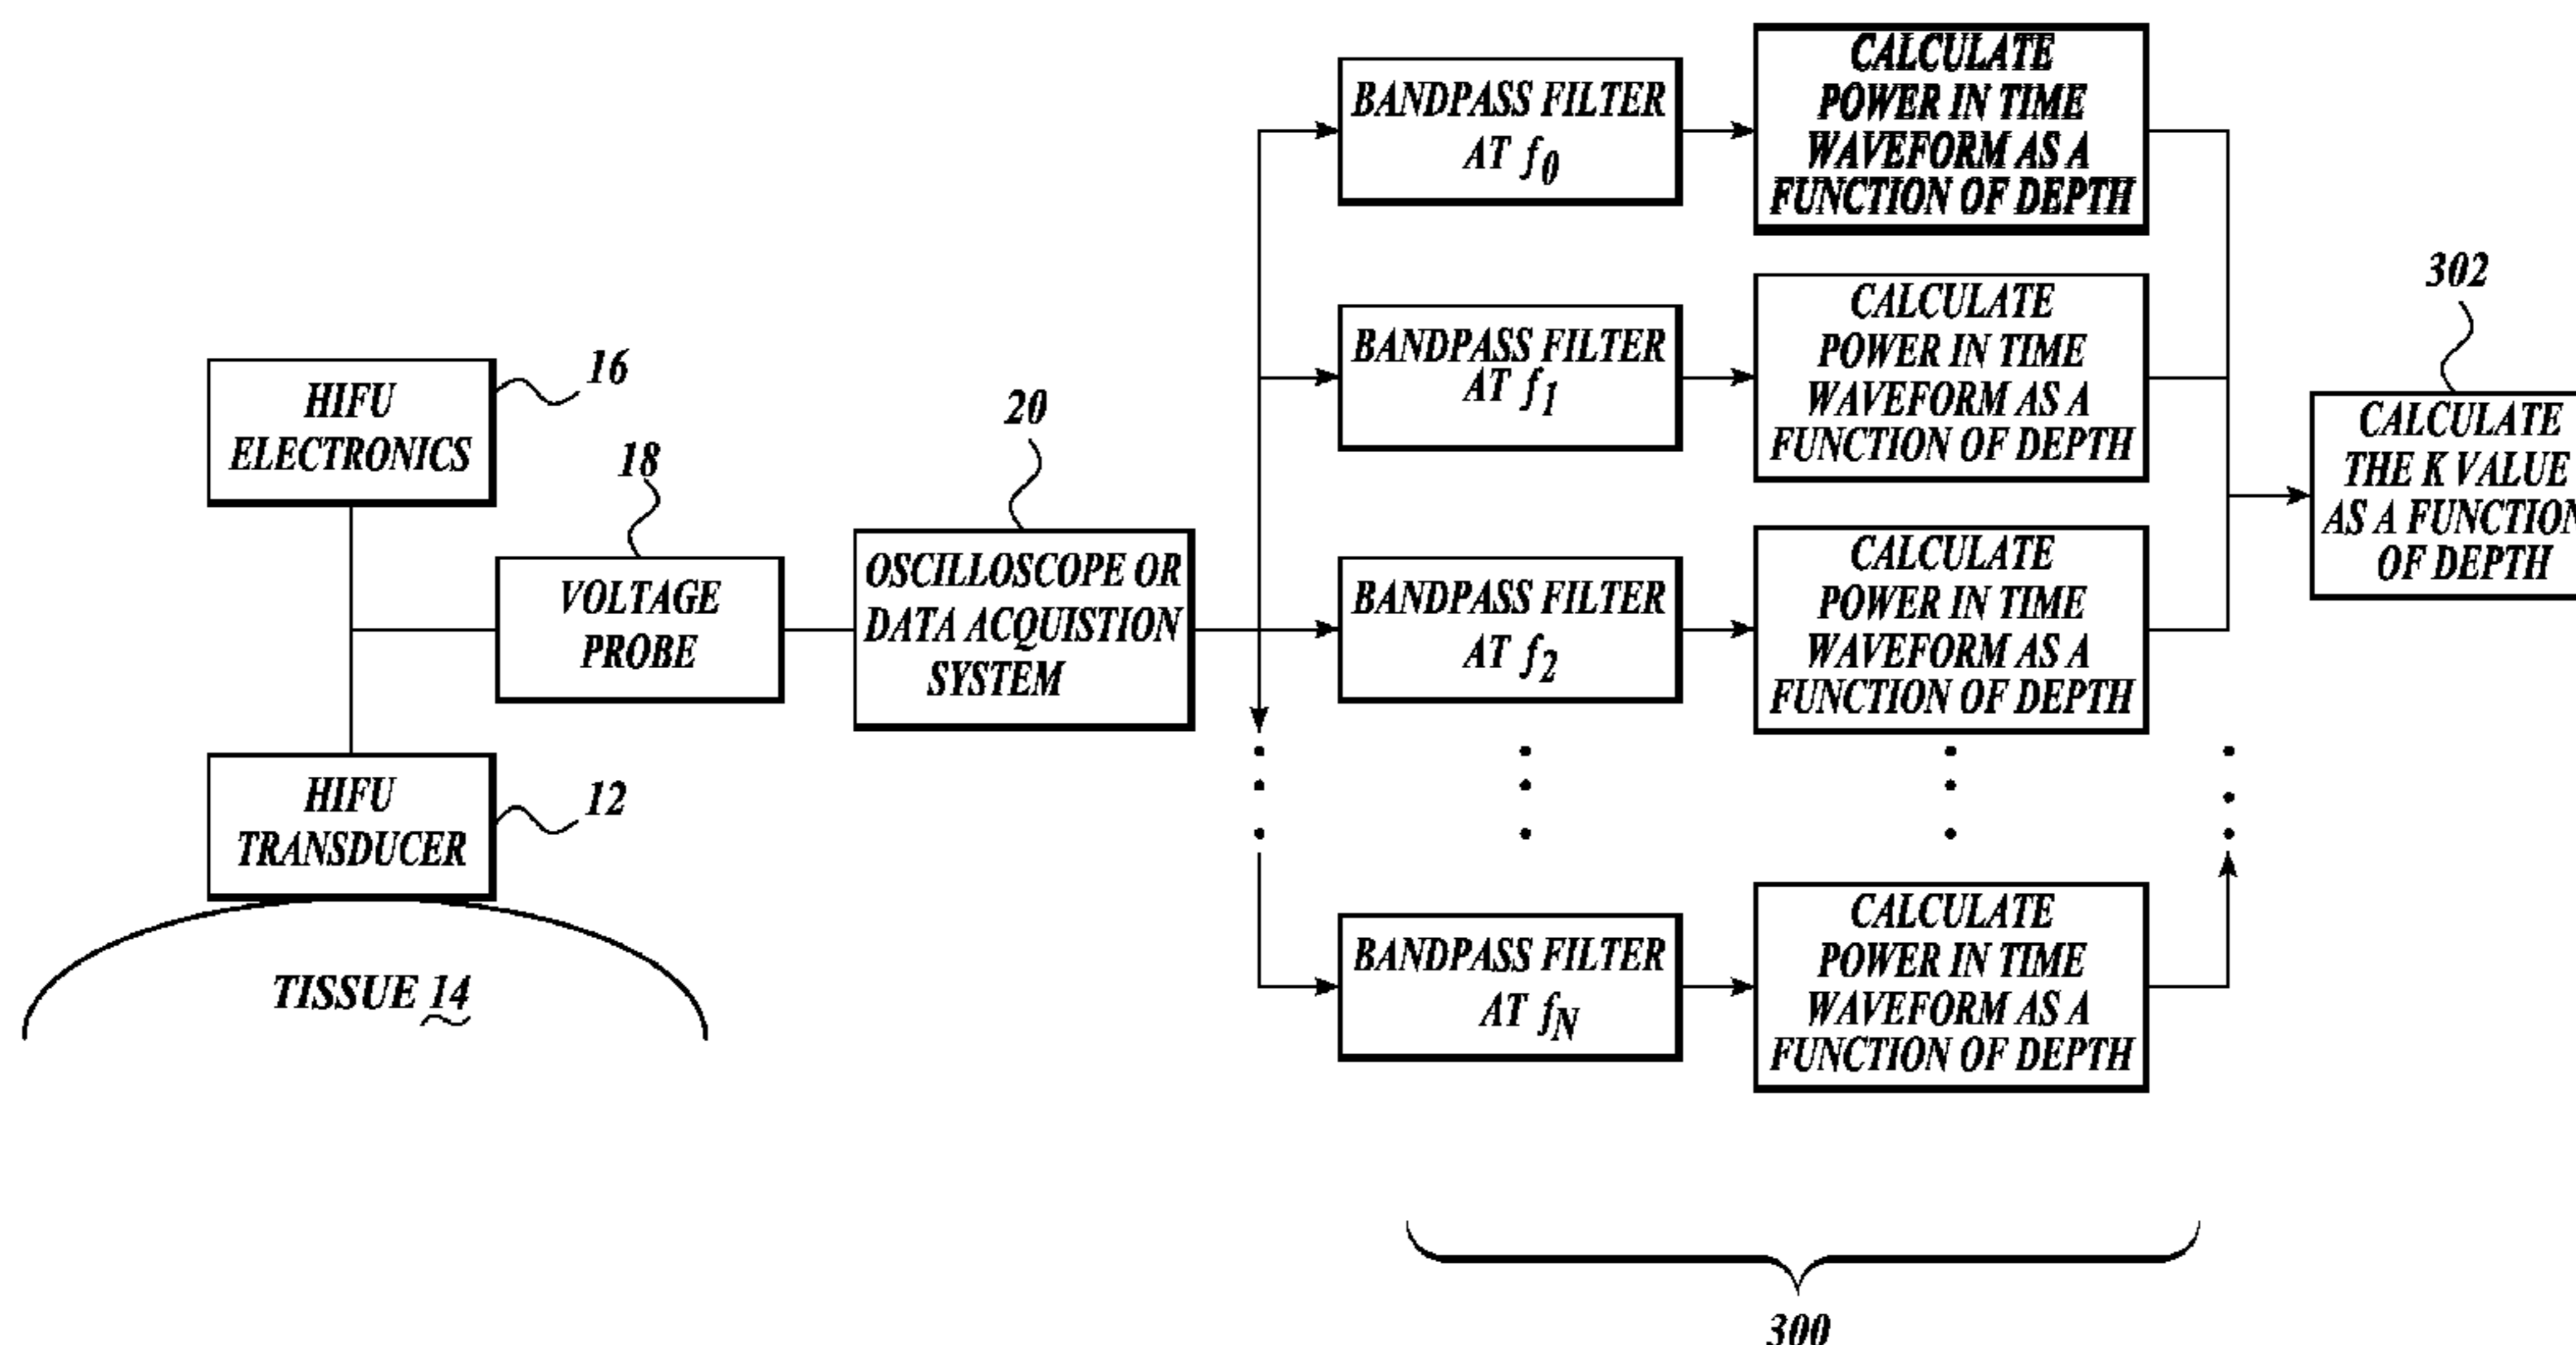 HIFU
ELECTRONICS
16
18
VOLTAGE
PROBE
HIFU
TRANSDUCER
12
TISSUE 14
20
OSCILLOSCOPE OR
DATA ACQUISTION
SYSTEM
BANDPASS FILTER
AT f0
CALCULATE
POWER IN TIME
WAVEFORM AS A
FUNCTION OF DEPTH
BANDPASS FILTER
AT f1
CALCULATE
POWER IN TIME
WAVEFORM AS A
FUNCTION OF DEPTH
BANDPASS FILTER
AT f2
CALCULATE
POWER IN TIME
WAVEFORM AS A
FUNCTION OF DEPTH
BANDPASS FILTER
AT fN
CALCULATE
POWER IN TIME
WAVEFORM AS A
FUNCTION OF DEPTH
302
CALCULATE
THE K VALUE
AS A FUNCTION
OF DEPTH
300